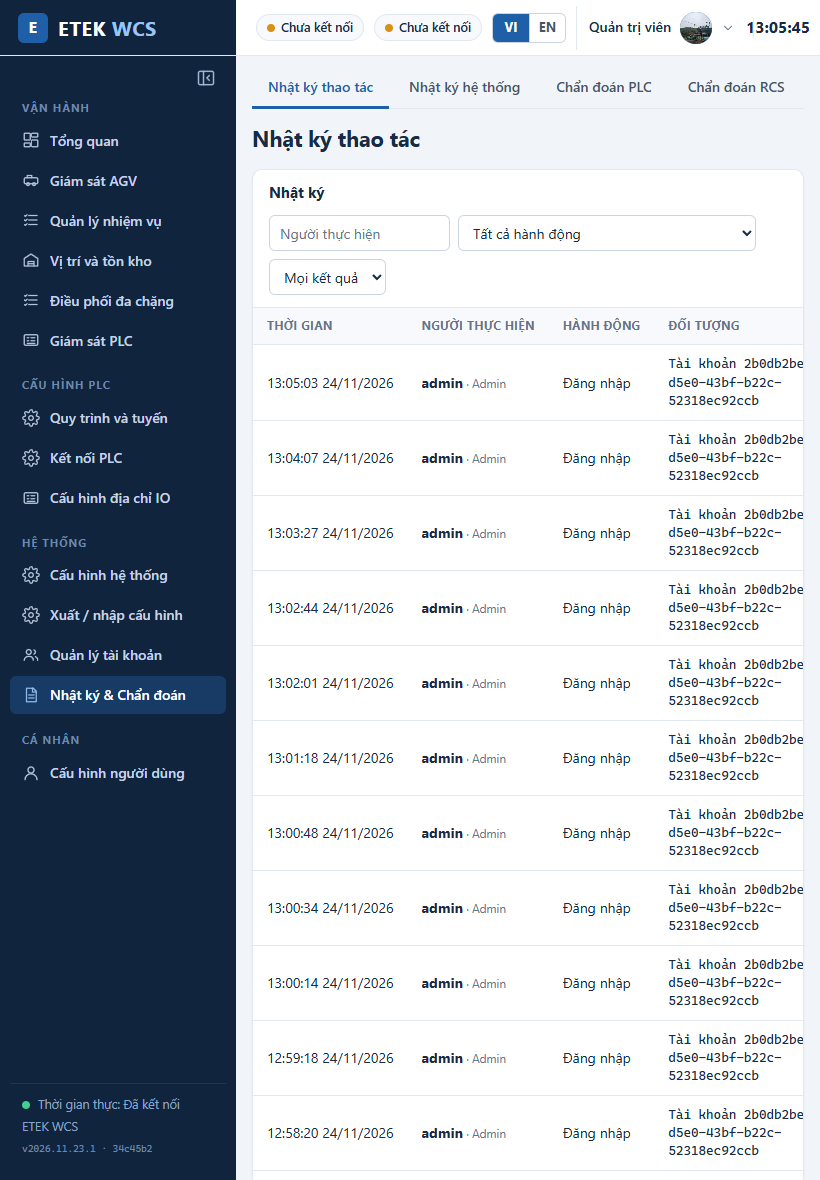 E ETEK WCS
Chưa kết nối Chưa kết nối VI EN Quản trị viên 13:05:45
VẬN HÀNH
Tổng quan
Giám sát AGV
Quản lý nhiệm vụ
Vị trí và tồn kho
Điều phối đa chặng
Giám sát PLC
CẤU HÌNH PLC
Quy trình và tuyến
Kết nối PLC
Cấu hình địa chỉ IO
HỆ THỐNG
Cấu hình hệ thống
Xuất / nhập cấu hình
Quản lý tài khoản
Nhật ký & Chẩn đoán
CÁ NHÂN
Cấu hình người dùng
Thời gian thực: Đã kết nối
ETEK WCS
v2026.11.23.1 · 34c45b2
Nhật ký thao tác Nhật ký hệ thống Chẩn đoán PLC Chẩn đoán RCS
Nhật ký thao tác
Nhật ký
Người thực hiện Tất cả hành động
Mọi kết quả
THỜI GIAN NGƯỜI THỰC HIỆN HÀNH ĐỘNG ĐỐI TƯỢNG
13:05:03 24/11/2026 admin · Admin Đăng nhập Tài khoản 2b0db2be
d5e0-43bf-b22c-
52318ec92ccb
13:04:07 24/11/2026 admin · Admin Đăng nhập Tài khoản 2b0db2be
d5e0-43bf-b22c-
52318ec92ccb
13:03:27 24/11/2026 admin · Admin Đăng nhập Tài khoản 2b0db2be
d5e0-43bf-b22c-
52318ec92ccb
13:02:44 24/11/2026 admin · Admin Đăng nhập Tài khoản 2b0db2be
d5e0-43bf-b22c-
52318ec92ccb
13:02:01 24/11/2026 admin · Admin Đăng nhập Tài khoản 2b0db2be
d5e0-43bf-b22c-
52318ec92ccb
13:01:18 24/11/2026 admin · Admin Đăng nhập Tài khoản 2b0db2be
d5e0-43bf-b22c-
52318ec92ccb
13:00:48 24/11/2026 admin · Admin Đăng nhập Tài khoản 2b0db2be
d5e0-43bf-b22c-
52318ec92ccb
13:00:34 24/11/2026 admin · Admin Đăng nhập Tài khoản 2b0db2be
d5e0-43bf-b22c-
52318ec92ccb
13:00:14 24/11/2026 admin · Admin Đăng nhập Tài khoản 2b0db2be
d5e0-43bf-b22c-
52318ec92ccb
12:59:18 24/11/2026 admin · Admin Đăng nhập Tài khoản 2b0db2be
d5e0-43bf-b22c-
52318ec92ccb
12:58:20 24/11/2026 admin · Admin Đăng nhập Tài khoản 2b0db2be
d5e0-43bf-b22c-
52318ec92ccb